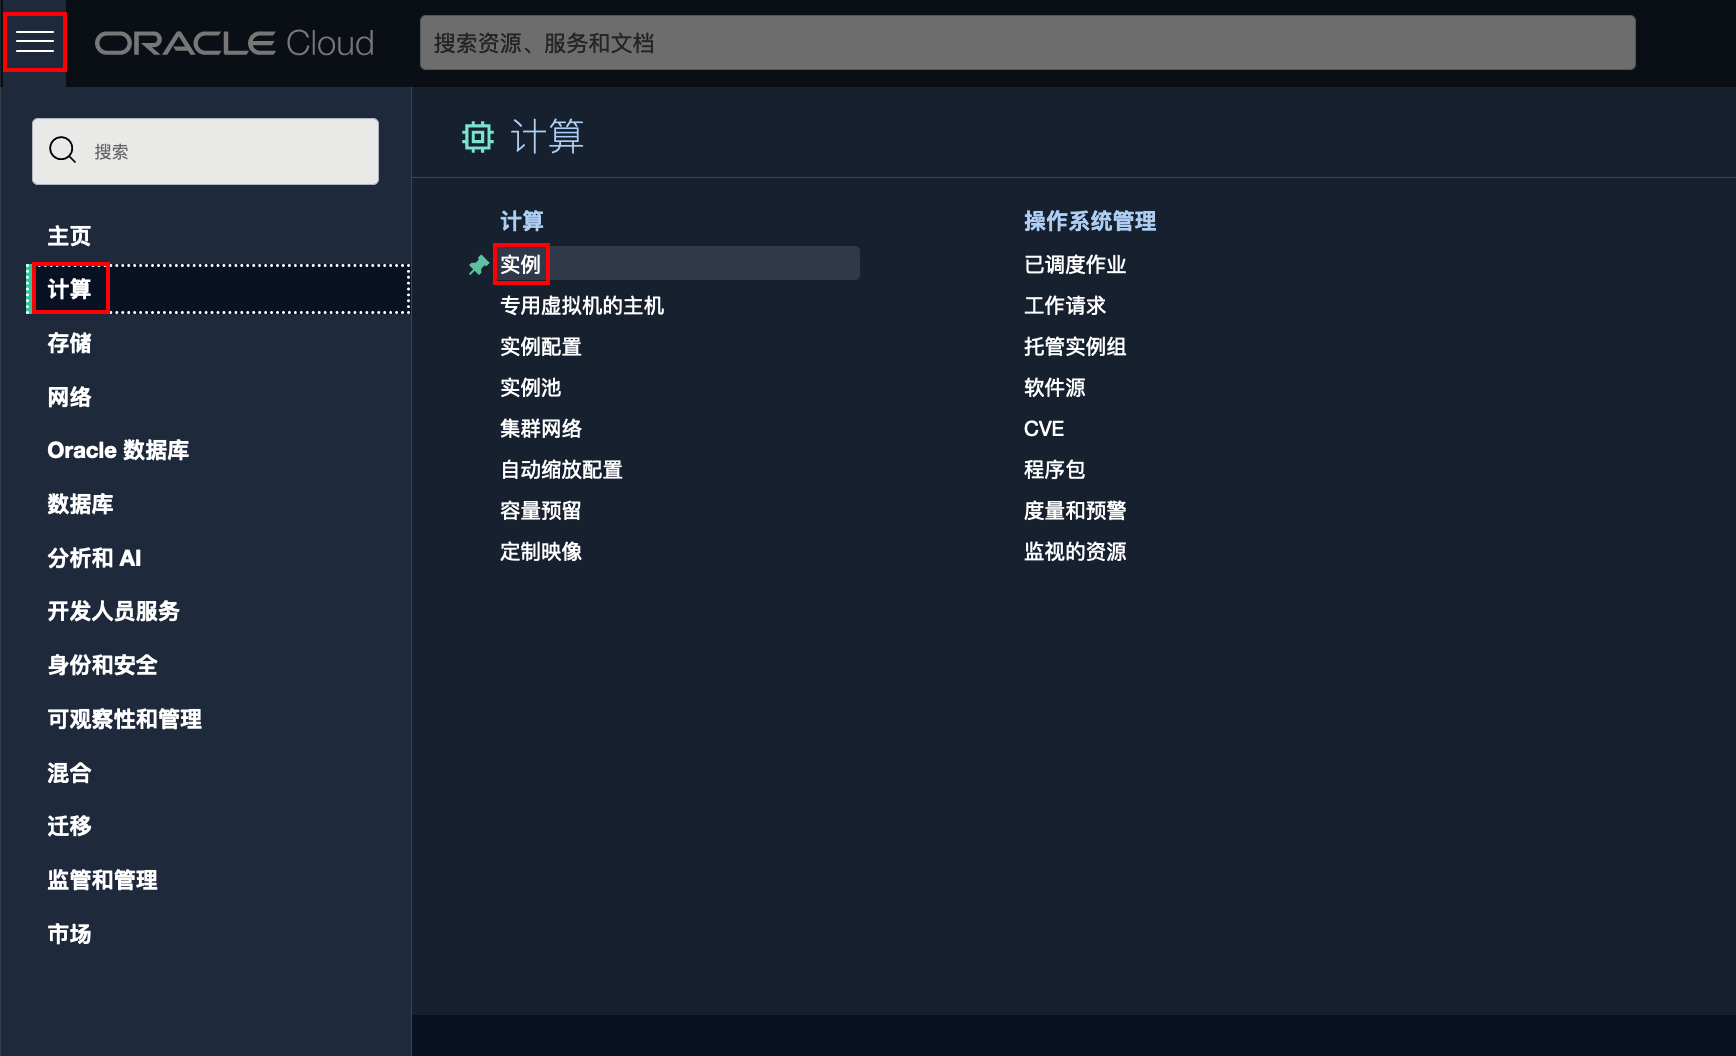 ORACLE Cloud
搜索资源、服务和文档
搜索
主页
计算
存储
网络
Oracle 数据库
数据库
分析和 AI
开发人员服务
身份和安全
可观察性和管理
混合
迁移
监管和管理
市场
计算
计算
实例
专用虚拟机的主机
实例配置
实例池
集群网络
自动缩放配置
容量预留
定制映像
操作系统管理
已调度作业
工作请求
托管实例组
软件源
CVE
程序包
度量和预警
监视的资源